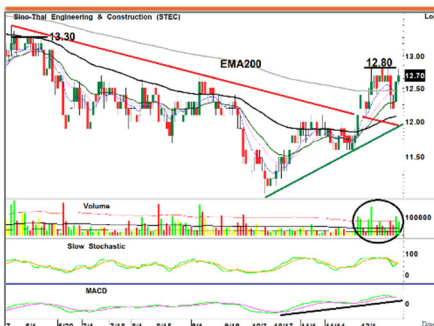 Sino-Thai Engineering & Construction (STEC)
13.30
EMA200
12.80
13.00
12.70
12.50
12.00
11.50
Volume
100000
Slow Stochastic
100
0
MACD
0